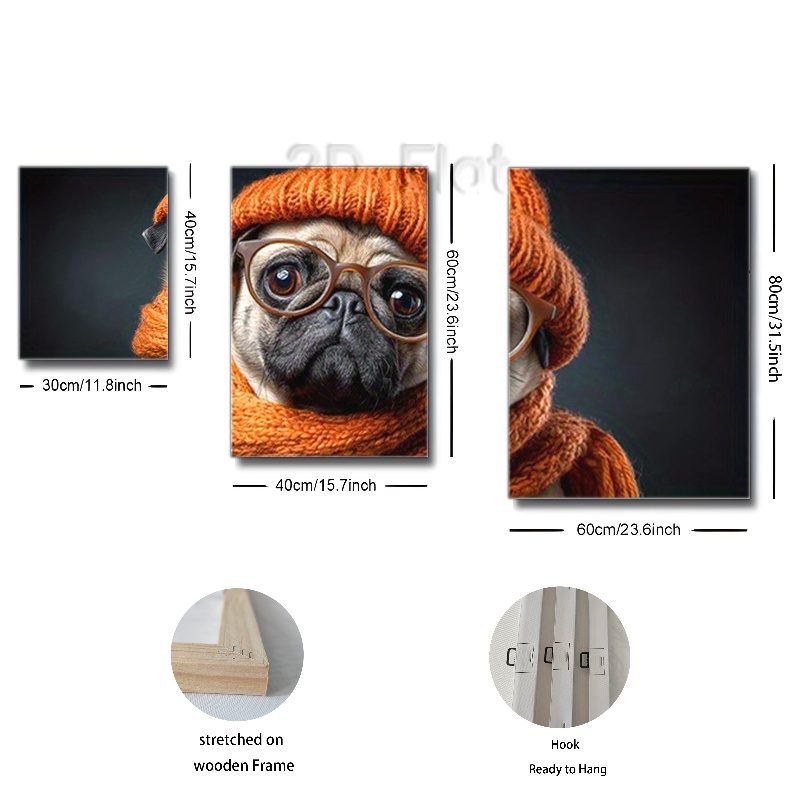 2D Flat
40cm/15.7inch
30cm/11.8inch
60cm/23.6inch
40cm/15.7inch
80cm/31.5inch
60cm/23.6inch
stretched on
wooden Frame
Hook
Ready to Hang